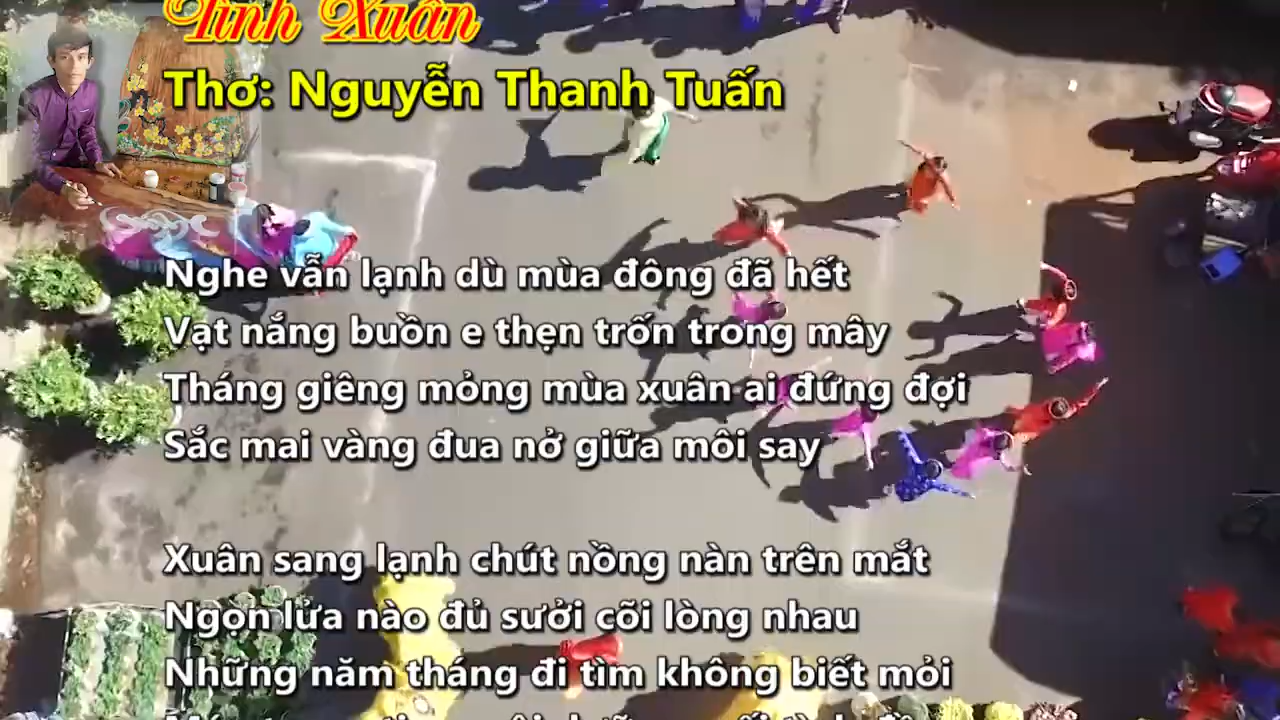 Tình Xuân
Thơ: Nguyễn Thanh Tuấn
Nghe vẫn lạnh dù mùa đông đã hết
Vạt nắng buồn e thẹn trốn trong mây
Tháng giêng mỏng mùa xuân ai đứng đợi
Sắc mai vàng đua nở giữa môi say
Xuân sang lạnh chút nồng nàn trên mắt
Ngọn lửa nào đủ sưởi cõi lòng nhau
Những năm tháng đi tìm không biết mỏi